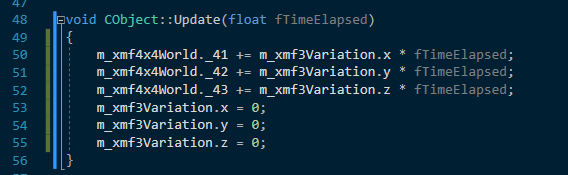 47
48 void CObject::Update(float fTimeElapsed)
49 {
50 m_xmf4x4World._41 += m_xmf3Variation.x * fTimeElapsed;
51 m_xmf4x4World._42 += m_xmf3Variation.y * fTimeElapsed;
52 m_xmf4x4World._43 += m_xmf3Variation.z * fTimeElapsed;
53 m_xmf3Variation.x = 0;
54 m_xmf3Variation.y = 0;
55 m_xmf3Variation.z = 0;
56 }